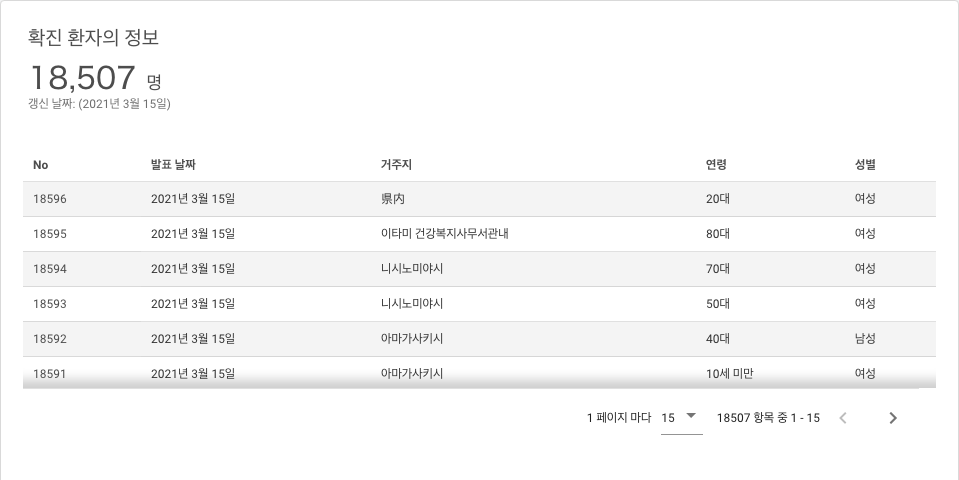 확진 환자의 정보
18,507 명
갱신 날짜: (2021년 3월 15일)
No 발표 날짜 거주지 연령 성별
18596 2021년 3월 15일 県内 20대 여성
18595 2021년 3월 15일 이타미 건강복지사무서관내 80대 여성
18594 2021년 3월 15일 니시노미야시 70대 여성
18593 2021년 3월 15일 니시노미야시 50대 여성
18592 2021년 3월 15일 아마가사키시 40대 남성
18591 2021년 3월 15일 아마가사키시 10세 미만 여성
1 페이지 마다 15 18507 항목 중 1 - 15